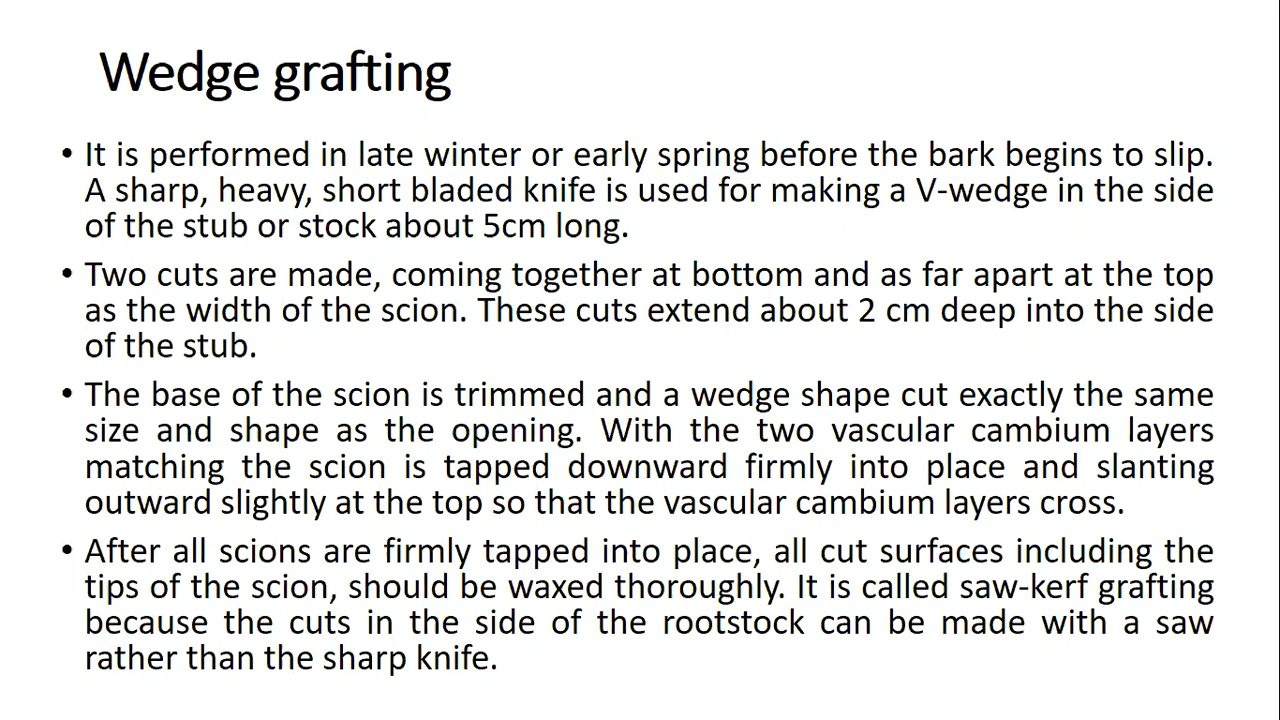 Wedge grafting
• It is performed in late winter or early spring before the bark begins to slip.
A sharp, heavy, short bladed knife is used for making a V-wedge in the side
of the stub or stock about 5cm long.
• Two cuts are made, coming together at bottom and as far apart at the top
as the width of the scion. These cuts extend about 2 cm deep into the side
of the stub.
• The base of the scion is trimmed and a wedge shape cut exactly the same
size and shape as the opening. With the two vascular cambium layers
matching the scion is tapped downward firmly into place and slanting
outward slightly at the top so that the vascular cambium layers cross.
• After all scions are firmly tapped into place, all cut surfaces including the
tips of the scion, should be waxed thoroughly. It is called saw-kerf grafting
because the cuts in the side of the rootstock can be made with a saw
rather than the sharp knife.